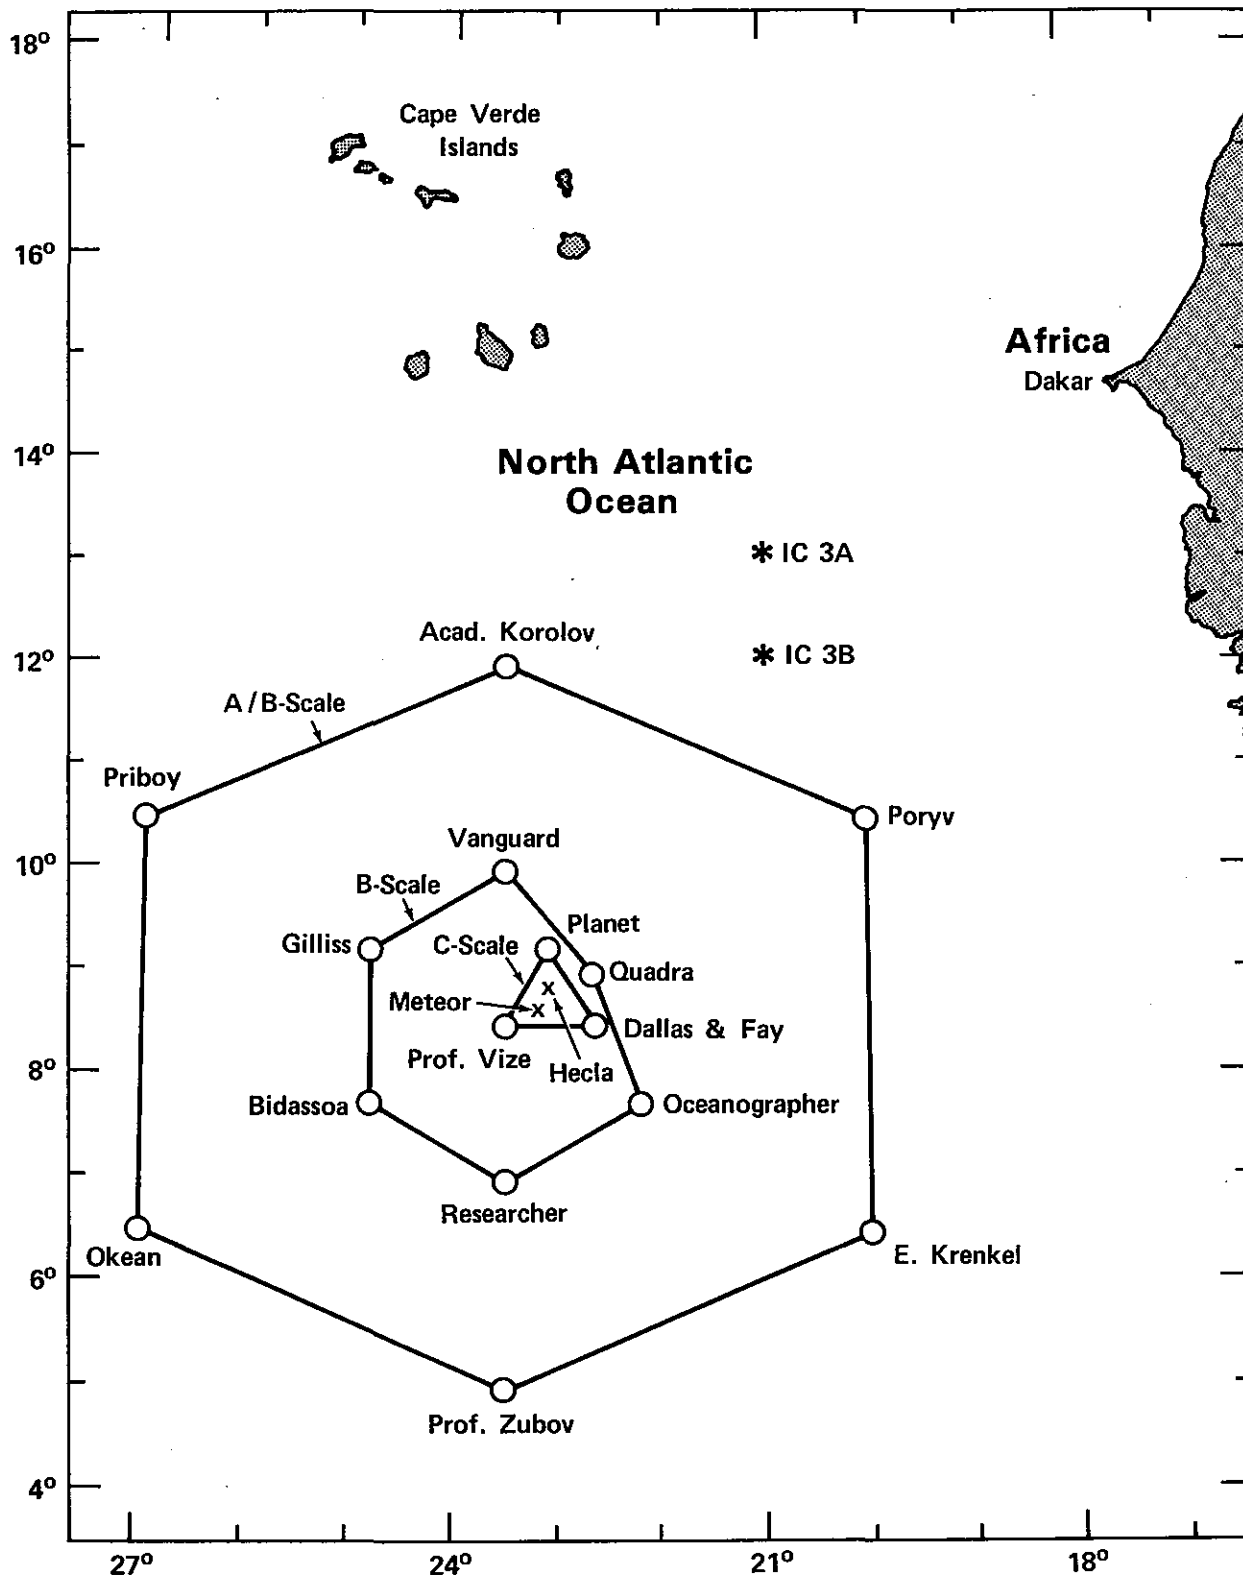 18°
Cape Verde
Islands
16°
Africa
Dakar
14°
North Atlantic
Ocean
* IC 3A
Acad. Korolov
12°
* IC 3B
A/B-Scale
Priboy
Poryv
Vanguard
10°
B-Scale
Planet
Gilliss
C-Scale
Quadra
Meteor
x
x
Dallas & Fay
Prof. Vize
Hecla
8°
Bidassoa
Oceanographer
Researcher
Okean
E. Krenkel
6°
Prof. Zubov
4°
27°
24°
21°
18°